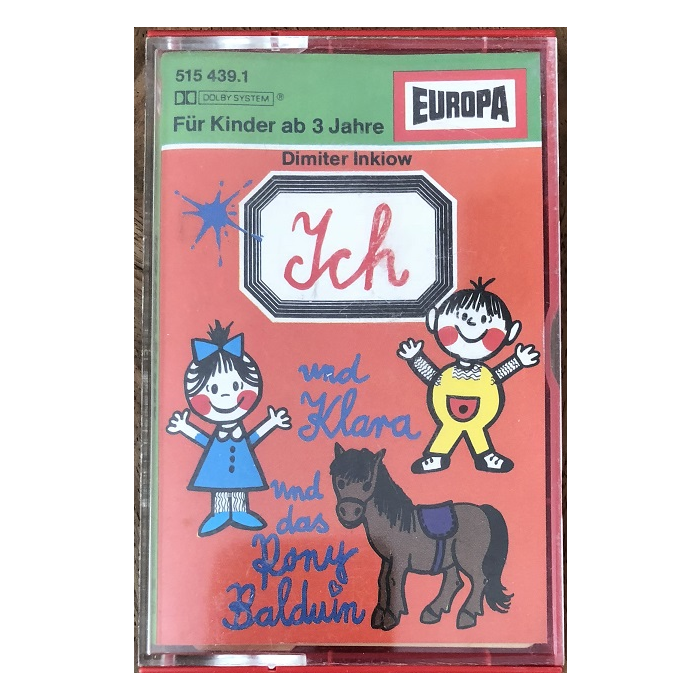 515 439.1
DOLBY SYSTEM ®
EUROPA
Für Kinder ab 3 Jahre
Dimiter Inkiow
Ich
und
Klara
und
das
Pony
Balduin